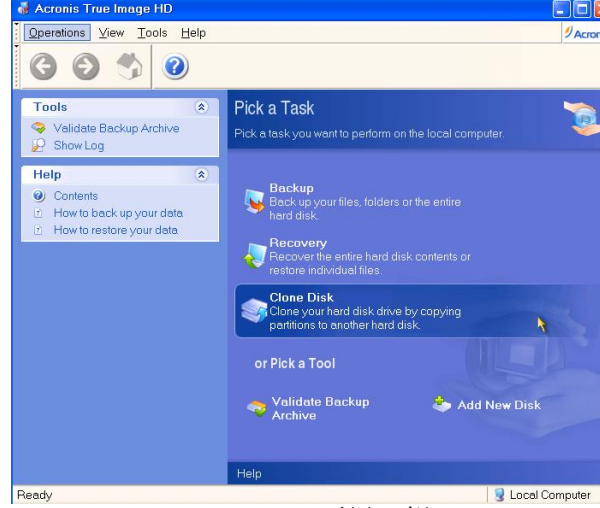 Acronis True Image HD
Operations View Tools Help
Acron
Tools
Validate Backup Archive
Show Log
Help
Contents
How to back up your data
How to restore your data
Pick a Task
Pick a task you want to perform on the local computer.
Backup
Back up your files, folders or the entire
hard disk.
Recovery
Recover the entire hard disk contents or
restore individual files.
Clone Disk
Clone your hard disk drive by copying
partitions to another hard disk.
or Pick a Tool
Validate Backup
Archive
Add New Disk
Help
Ready
Local Computer